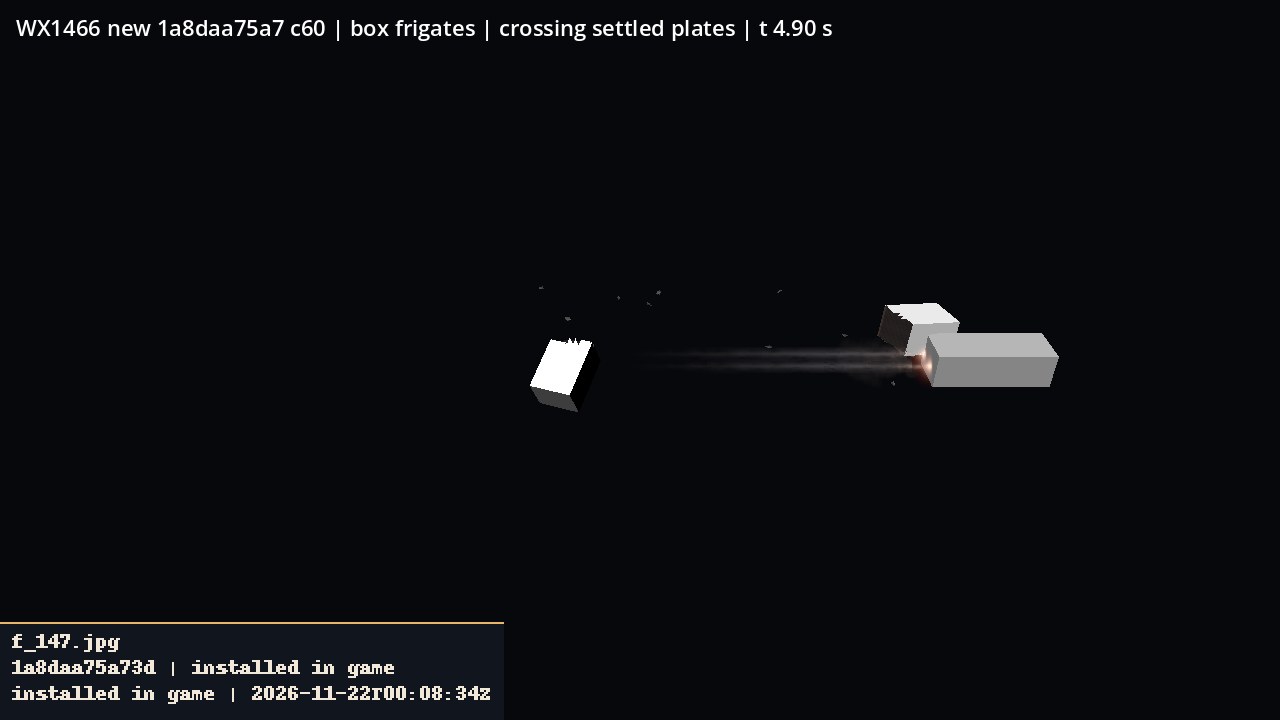 WX1466 new 1a8daa75a7 c60 | box frigates | crossing settled plates | t 4.90 s
f_147.jpg
1a8daa75a73d | installed in game
installed in game | 2026-11-22T00:08:34Z